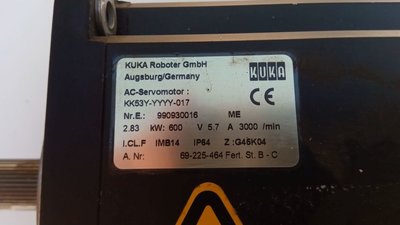 KUKA Roboter GmbH
Augsburg/Germany
KUKA
AC-Servomotor :
KK53Y-YYYY-017
CE
Nr.E.: 990930016 ME
2.83 kW: 600 V 5.7 A 3000 /min
I.CL.F IMB14 IP64 Z :G45K04
A. Nr: 69-225-464 Fert. St. B - C